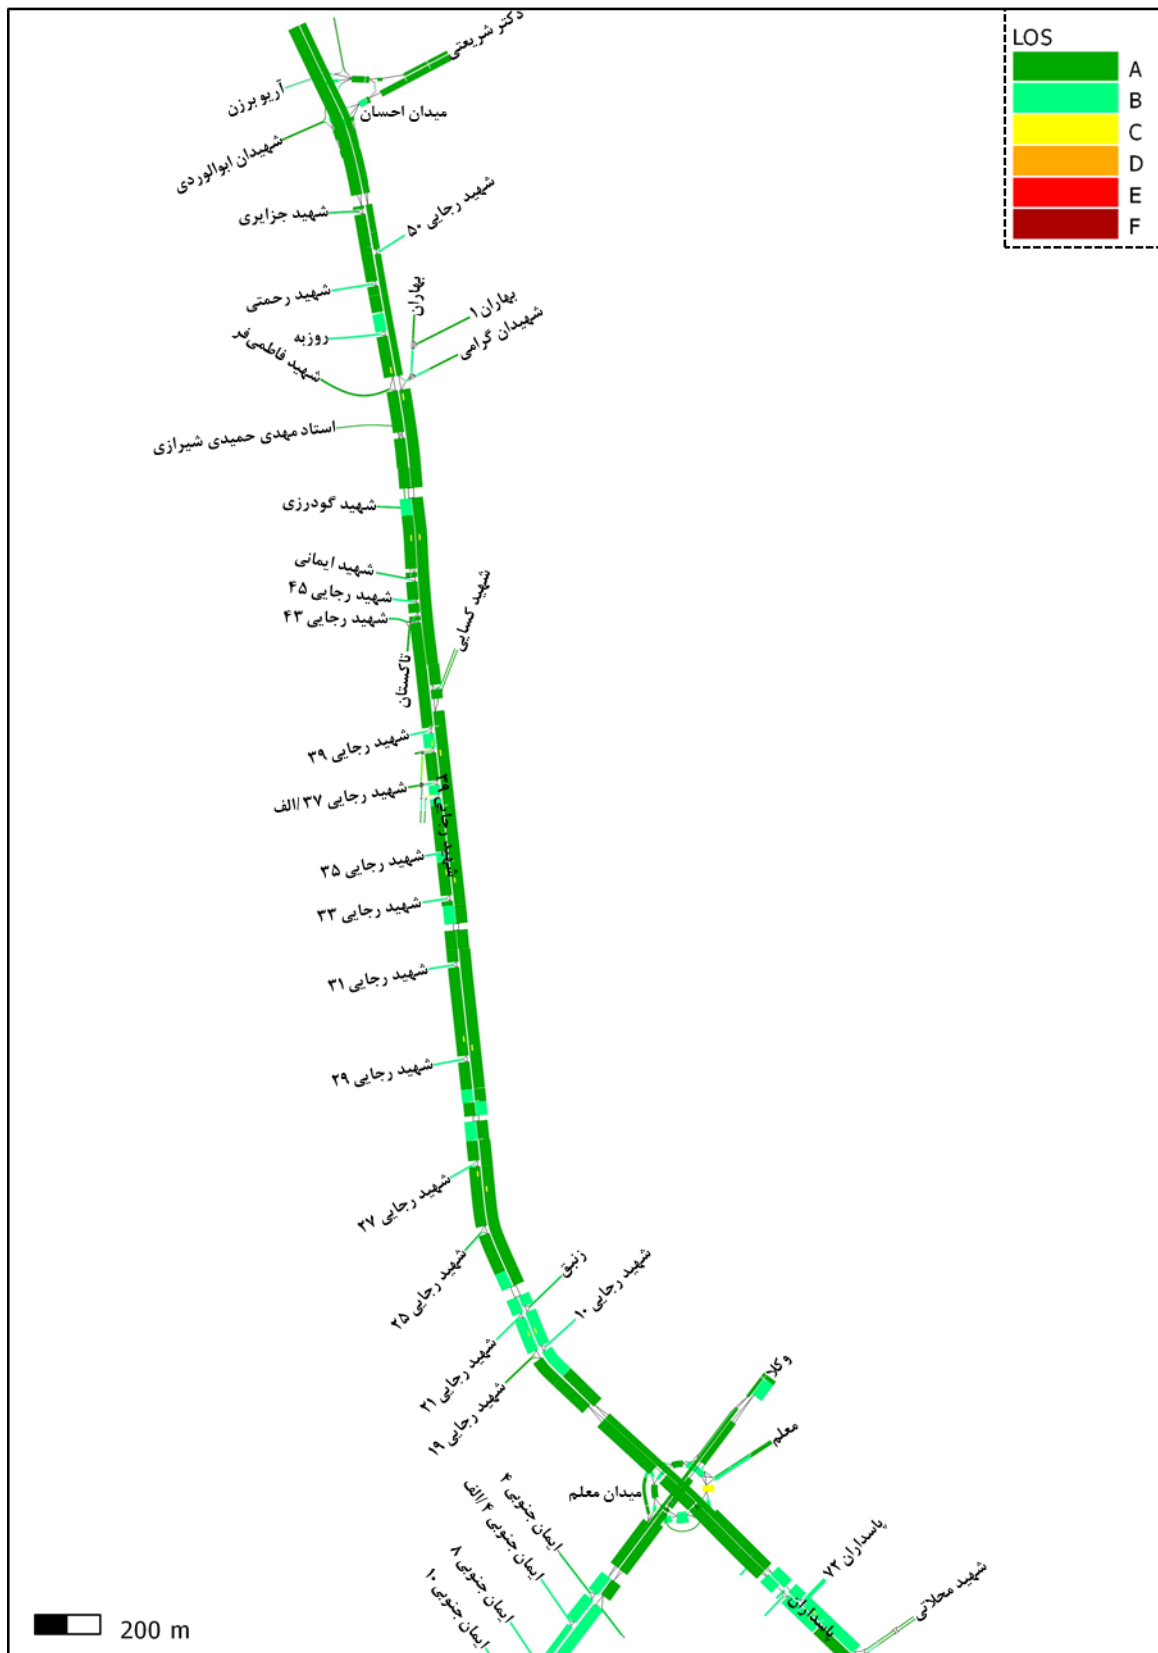 دکتر شریعتی
LOS
A
B
C
D
E
F
آریو برزن
میدان احسان
شهیدان ابوالوردی
شهید جزایری
شهید رجایی ۵۰
شهید رحمتی
بهاران
بهاران ۱
روزبه
شهیدان گرامی
شهید فاطمی‌فر
استاد مهدی حمیدی شیرازی
شهید گودرزی
شهید ایمانی
شهید رجایی ۴۵
شهید رجایی ۴۳
شهید کسایی
تاکستان
شهید رجایی ۳۹
شهید رجایی ۳۷/الف
شهید رجایی ۳۹
شهید رجایی ۳۵
شهید رجایی ۳۳
شهید رجایی ۳۱
شهید رجایی ۲۹
شهید رجایی ۲۷
شهید رجایی ۲۵
زنبق
شهید رجایی ۱۰
شهید رجایی ۲۱
شهید رجایی ۱۹
وکلا
معلم
میدان معلم
ایمان جنوبی ۴
ایمان جنوبی ۴/الف
ایمان جنوبی ۸
ایمان جنوبی ۱۰
پاسداران ۷۲
پاسداران
شهید محلاتی
200 m